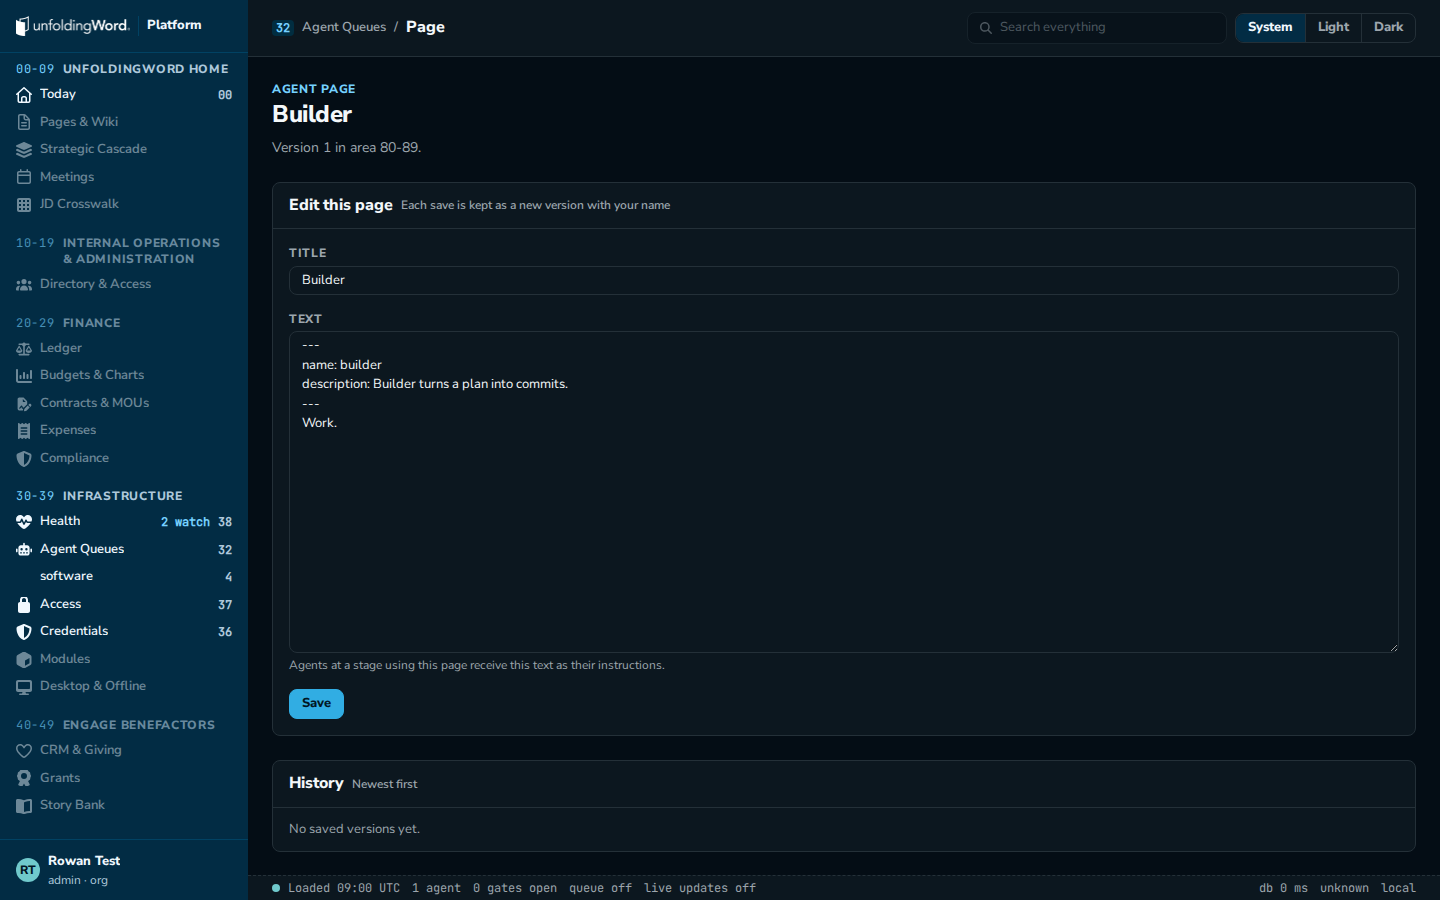 unfoldingWord Platform
00-09 UNFOLDINGWORD HOME
Today 00
Pages & Wiki
Strategic Cascade
Meetings
JD Crosswalk
10-19 INTERNAL OPERATIONS
& ADMINISTRATION
Directory & Access
20-29 FINANCE
Ledger
Budgets & Charts
Contracts & MOUs
Expenses
Compliance
30-39 INFRASTRUCTURE
Health 2 watch 38
Agent Queues 32
software 4
Access 37
Credentials 36
Modules
Desktop & Offline
40-49 ENGAGE BENEFACTORS
CRM & Giving
Grants
Story Bank
RT Rowan Test
admin · org
32 Agent Queues / Page
Search everything
System Light Dark
AGENT PAGE
Builder
Version 1 in area 80-89.
Edit this page Each save is kept as a new version with your name
TITLE
Builder
TEXT
---
name: builder
description: Builder turns a plan into commits.
---
Work.
Agents at a stage using this page receive this text as their instructions.
Save
History Newest first
No saved versions yet.
Loaded 09:00 UTC 1 agent 0 gates open queue off live updates off
db 0 ms unknown local